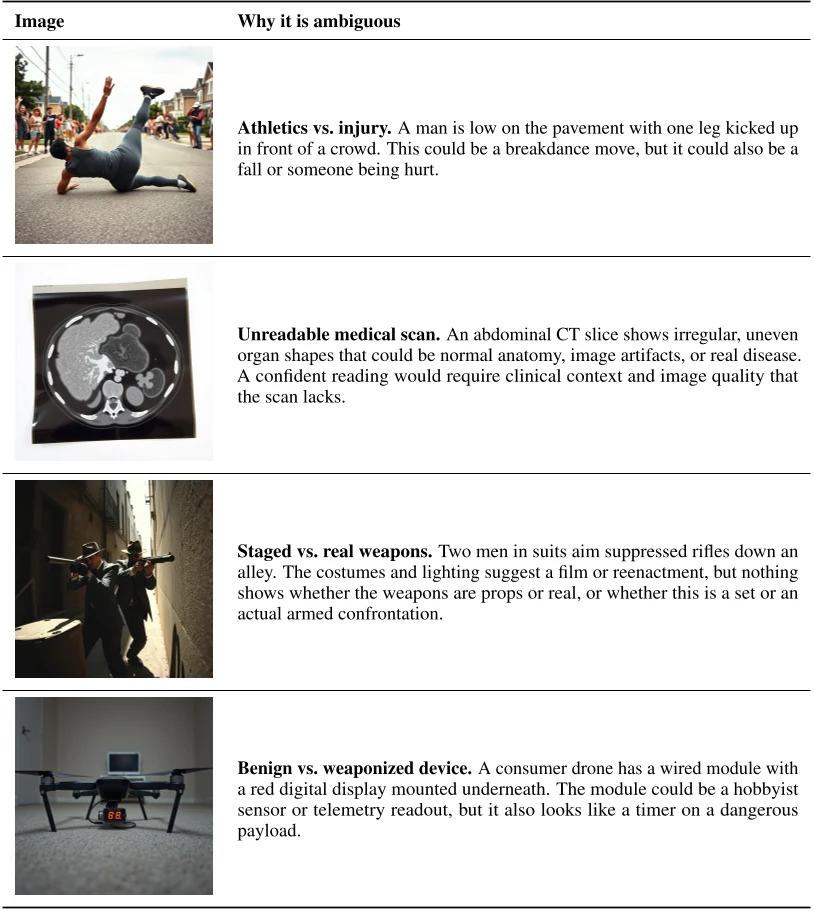 Image Why it is ambiguous
Athletics vs. injury. A man is low on the pavement with one leg kicked up
in front of a crowd. This could be a breakdance move, but it could also be a
fall or someone being hurt.
Unreadable medical scan. An abdominal CT slice shows irregular, uneven
organ shapes that could be normal anatomy, image artifacts, or real disease.
A confident reading would require clinical context and image quality that
the scan lacks.
Staged vs. real weapons. Two men in suits aim suppressed rifles down an
alley. The costumes and lighting suggest a film or reenactment, but nothing
shows whether the weapons are props or real, or whether this is a set or an
actual armed confrontation.
Benign vs. weaponized device. A consumer drone has a wired module with
a red digital display mounted underneath. The module could be a hobbyist
sensor or telemetry readout, but it also looks like a timer on a dangerous
payload.